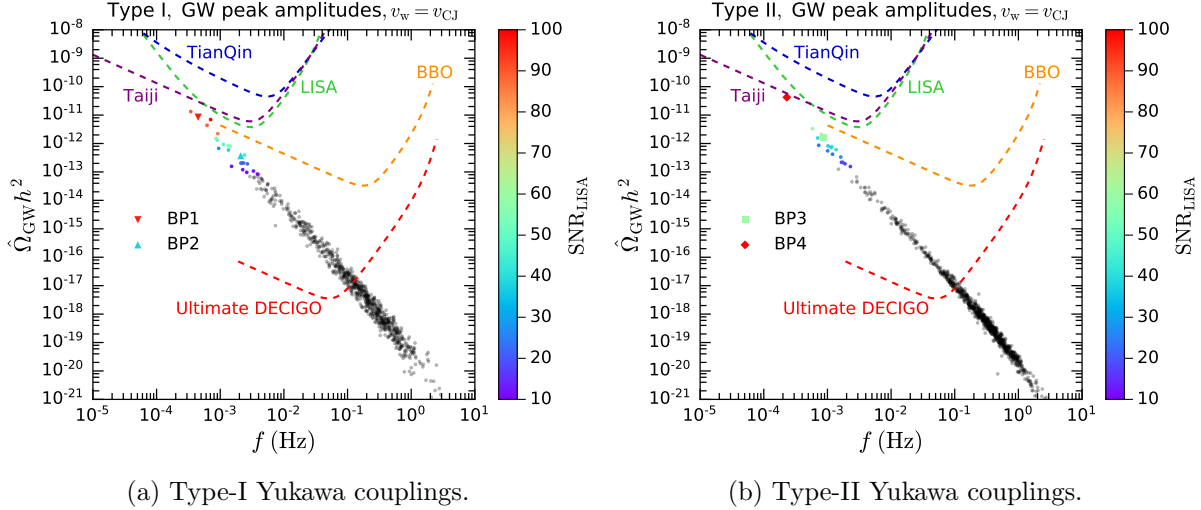 Type I, GW peak amplitudes, v_w = v_CJ
10^-8
10^-9
10^-10
10^-11
10^-12
10^-13
10^-14
10^-15
10^-16
10^-17
10^-18
10^-19
10^-20
10^-21
Ω̂_GW h^2
TianQin
LISA
Taiji
BBO
BP1
BP2
Ultimate DECIGO
10^-5 10^-4 10^-3 10^-2 10^-1 10^0 10^1
f (Hz)
100
90
80
70
60
50
40
30
20
10
SNR_LISA
(a) Type-I Yukawa couplings.
Type II, GW peak amplitudes, v_w = v_CJ
10^-8
10^-9
10^-10
10^-11
10^-12
10^-13
10^-14
10^-15
10^-16
10^-17
10^-18
10^-19
10^-20
10^-21
Ω̂_GW h^2
TianQin
LISA
Taiji
BBO
BP3
BP4
Ultimate DECIGO
10^-5 10^-4 10^-3 10^-2 10^-1 10^0 10^1
f (Hz)
100
90
80
70
60
50
40
30
20
10
SNR_LISA
(b) Type-II Yukawa couplings.